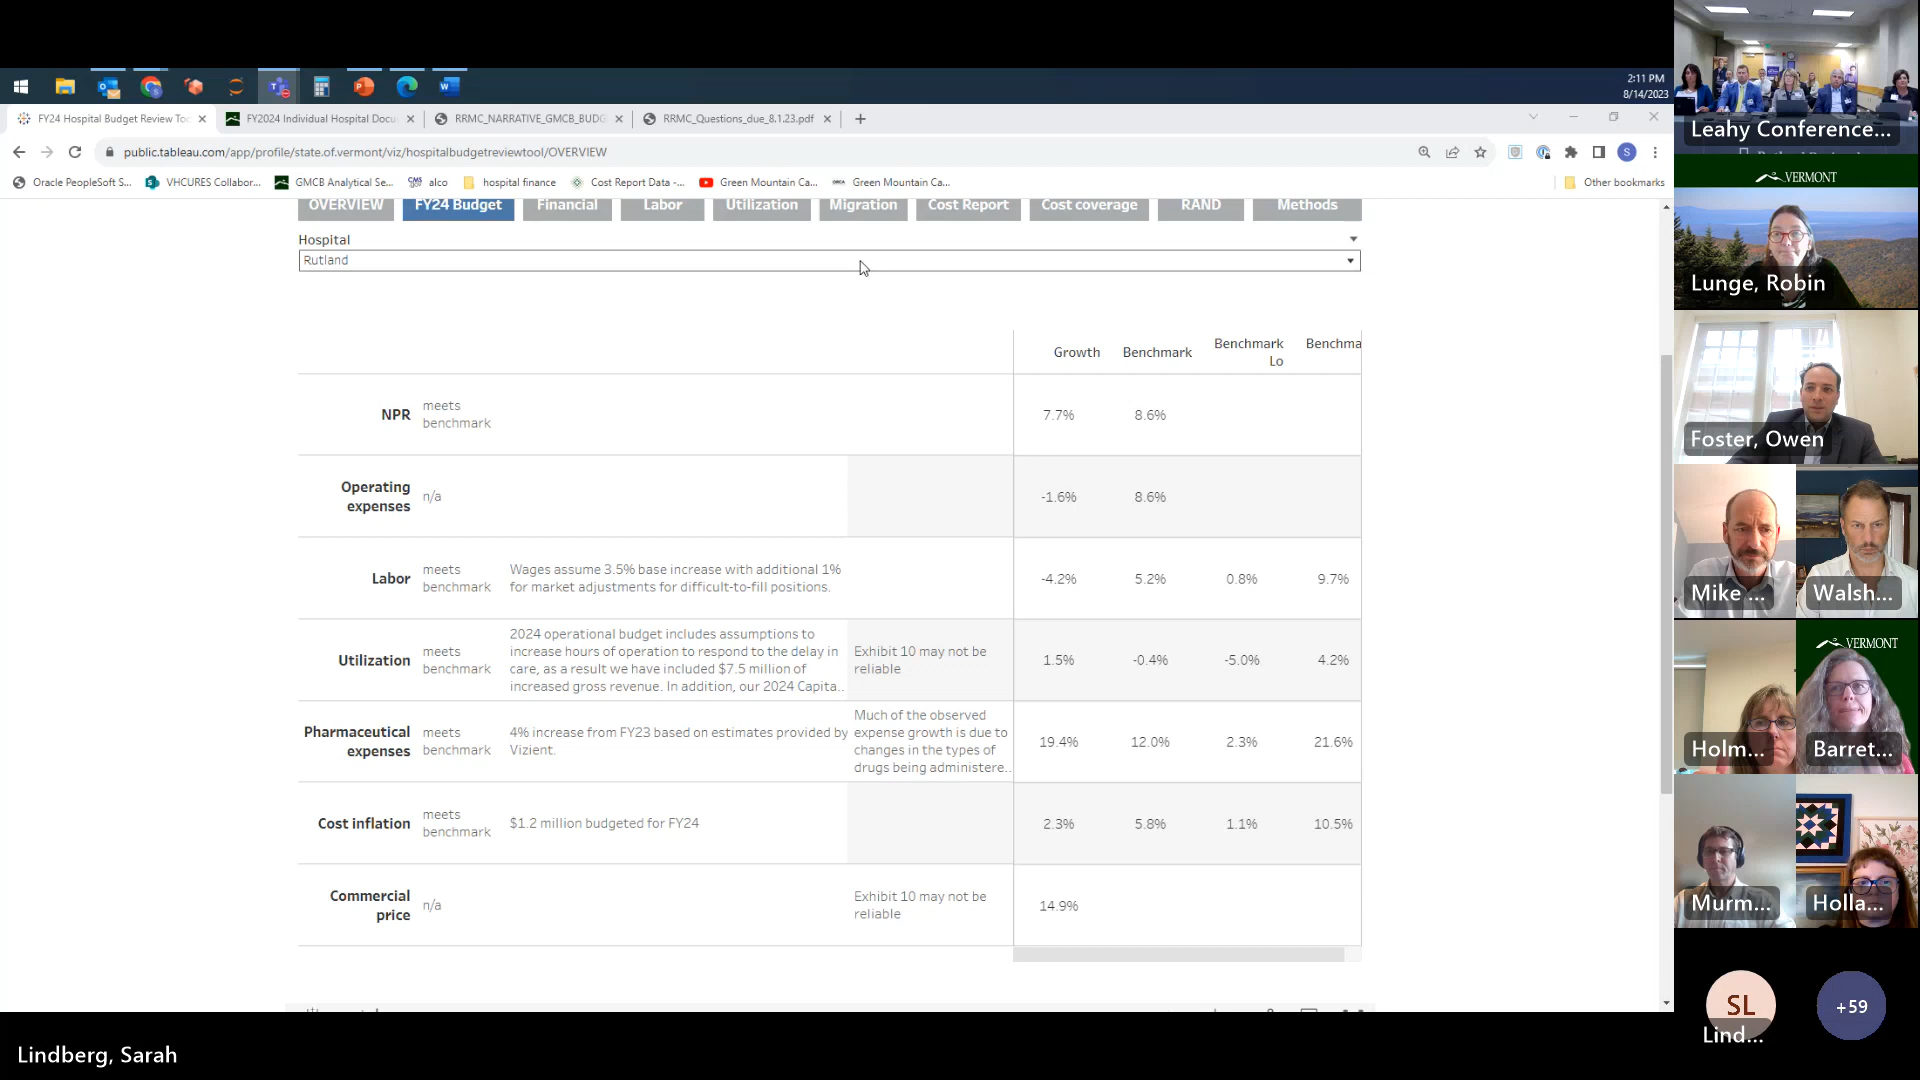 2:11 PM
8/14/2023
FY24 Hospital Budget Review Too
FY2024 Individual Hospital Docu
RRMC_NARRATIVE_GMCB_BUDG
RRMC_Questions_due_8.1.23.pdf
public.tableau.com/app/profile/state.of.vermont/viz/hospitalbudgetreviewtool/OVERVIEW
S
Oracle PeopleSoft S...
VHCURES Collabor...
GMCB Analytical Se...
alco
hospital finance
Cost Report Data -...
Green Mountain Ca...
Green Mountain Ca...
Other bookmarks
OVERVIEW
FY24 Budget
Financial
Labor
Utilization
Migration
Cost Report
Cost coverage
RAND
Methods
Hospital
Rutland
Growth
Benchmark
Benchmark
Lo
Benchma
NPR
meets
benchmark
7.7%
8.6%
Operating
expenses
n/a
-1.6%
8.6%
Labor
meets
benchmark
Wages assume 3.5% base increase with additional 1%
for market adjustments for difficult-to-fill positions.
-4.2%
5.2%
0.8%
9.7%
Utilization
meets
benchmark
2024 operational budget includes assumptions to
increase hours of operation to respond to the delay in
care, as a result we have included $7.5 million of
increased gross revenue. In addition, our 2024 Capita..
Exhibit 10 may not be
reliable
1.5%
-0.4%
-5.0%
4.2%
Pharmaceutical
expenses
meets
benchmark
4% increase from FY23 based on estimates provided by
Vizient.
Much of the observed
expense growth is due to
changes in the types of
drugs being administere..
19.4%
12.0%
2.3%
21.6%
Cost inflation
meets
benchmark
$1.2 million budgeted for FY24
2.3%
5.8%
1.1%
10.5%
Commercial
price
n/a
Exhibit 10 may not be
reliable
14.9%
Lindberg, Sarah
Leahy Conference...
VERMONT
Lunge, Robin
Foster, Owen
Mike ...
Walsh...
VERMONT
Holm...
Barret...
Murm...
Holla...
SL
Lind...
+59